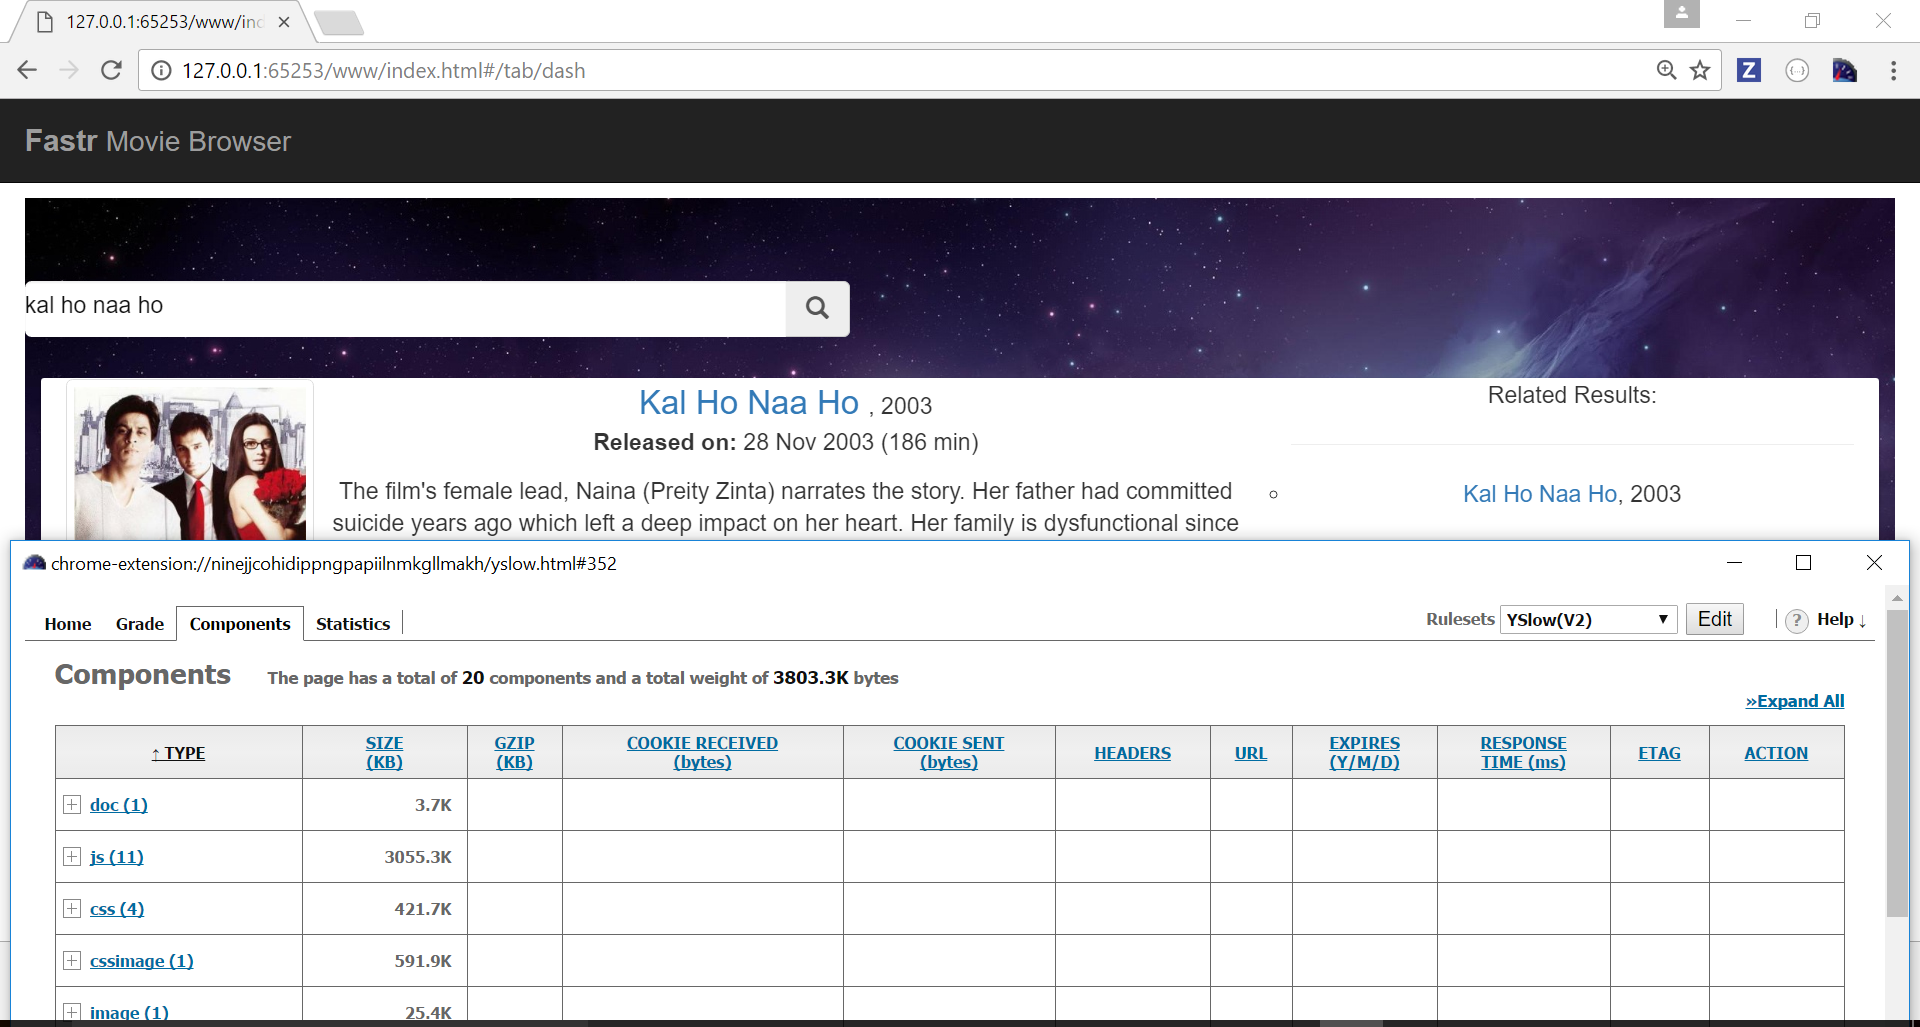 127.0.0.1:65253/www/inc
127.0.0.1:65253/www/index.html#/tab/dash
Z
{...}
Fastr Movie Browser
kal ho naa ho
Kal Ho Naa Ho , 2003
Released on: 28 Nov 2003 (186 min)
The film's female lead, Naina (Preity Zinta) narrates the story. Her father had committed
suicide years ago which left a deep impact on her heart. Her family is dysfunctional since
Related Results:
Kal Ho Naa Ho, 2003
chrome-extension://ninejjcohidippngpapiilnmkgllmakh/yslow.html#352
Home Grade Components Statistics
Rulesets YSlow(V2) Edit ? Help ↓
Components The page has a total of 20 components and a total weight of 3803.3K bytes
»Expand All
↑ TYPE SIZE (KB) GZIP (KB) COOKIE RECEIVED (bytes) COOKIE SENT (bytes) HEADERS URL EXPIRES (Y/M/D) RESPONSE TIME (ms) ETAG ACTION
doc (1) 3.7K
js (11) 3055.3K
css (4) 421.7K
cssimage (1) 591.9K
image (1) 25.4K